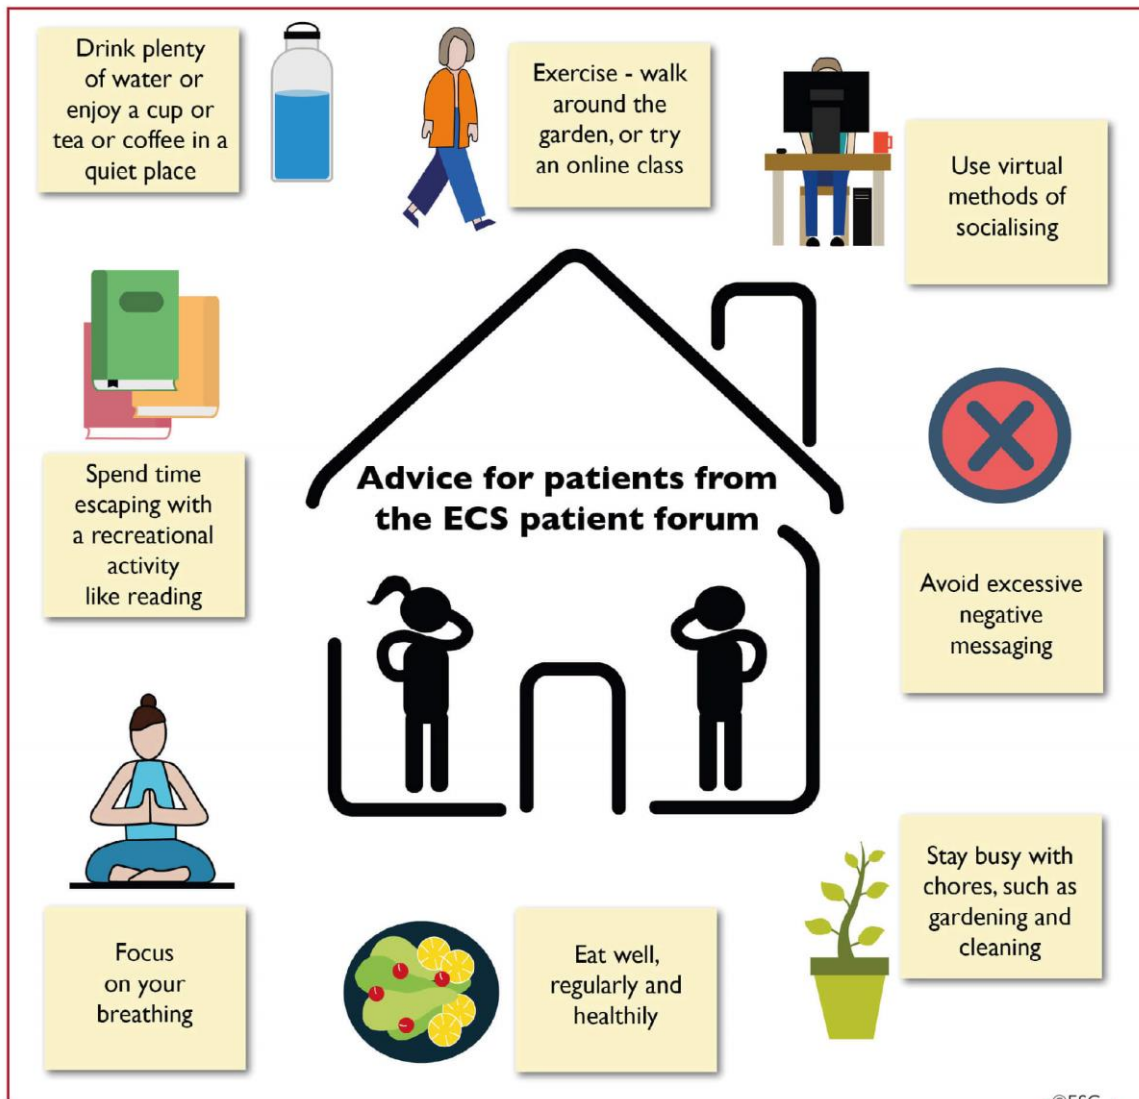 Drink plenty
of water or
enjoy a cup or
tea or coffee in a
quiet place
Exercise - walk
around the
garden, or try
an online class
Use virtual
methods of
socialising
Spend time
escaping with
a recreational
activity
like reading
Advice for patients from
the ECS patient forum
Avoid excessive
negative
messaging
Focus
on your
breathing
Eat well,
regularly and
healthily
Stay busy with
chores, such as
gardening and
cleaning
©ESC